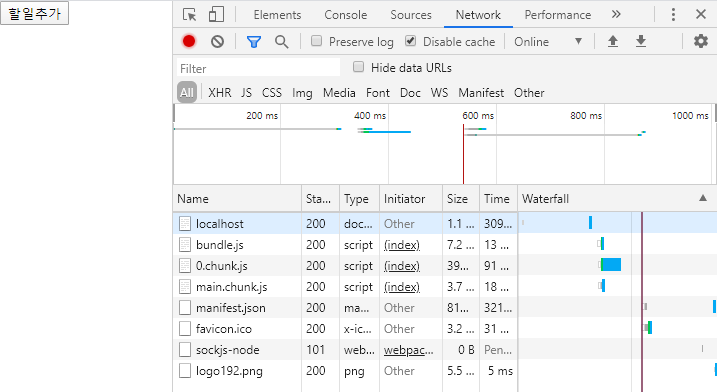 할일추가
Elements Console Sources Network Performance »
Preserve log Disable cache Online
Filter Hide data URLs
All XHR JS CSS Img Media Font Doc WS Manifest Other
200 ms 400 ms 600 ms 800 ms 1000 ms
Name Sta... Type Initiator Size Time Waterfall
localhost 200 doc... Other 1.1 ... 309...
bundle.js 200 script (index) 7.2 ... 13 ...
0.chunk.js 200 script (index) 39... 91 ...
main.chunk.js 200 script (index) 3.7 ... 18 ...
manifest.json 200 ma... Other 81... 321...
favicon.ico 200 x-ic... Other 3.2 ... 31 ...
sockjs-node 101 web... webpac... 0 B Pen...
logo192.png 200 png Other 5.5 ... 5 ms